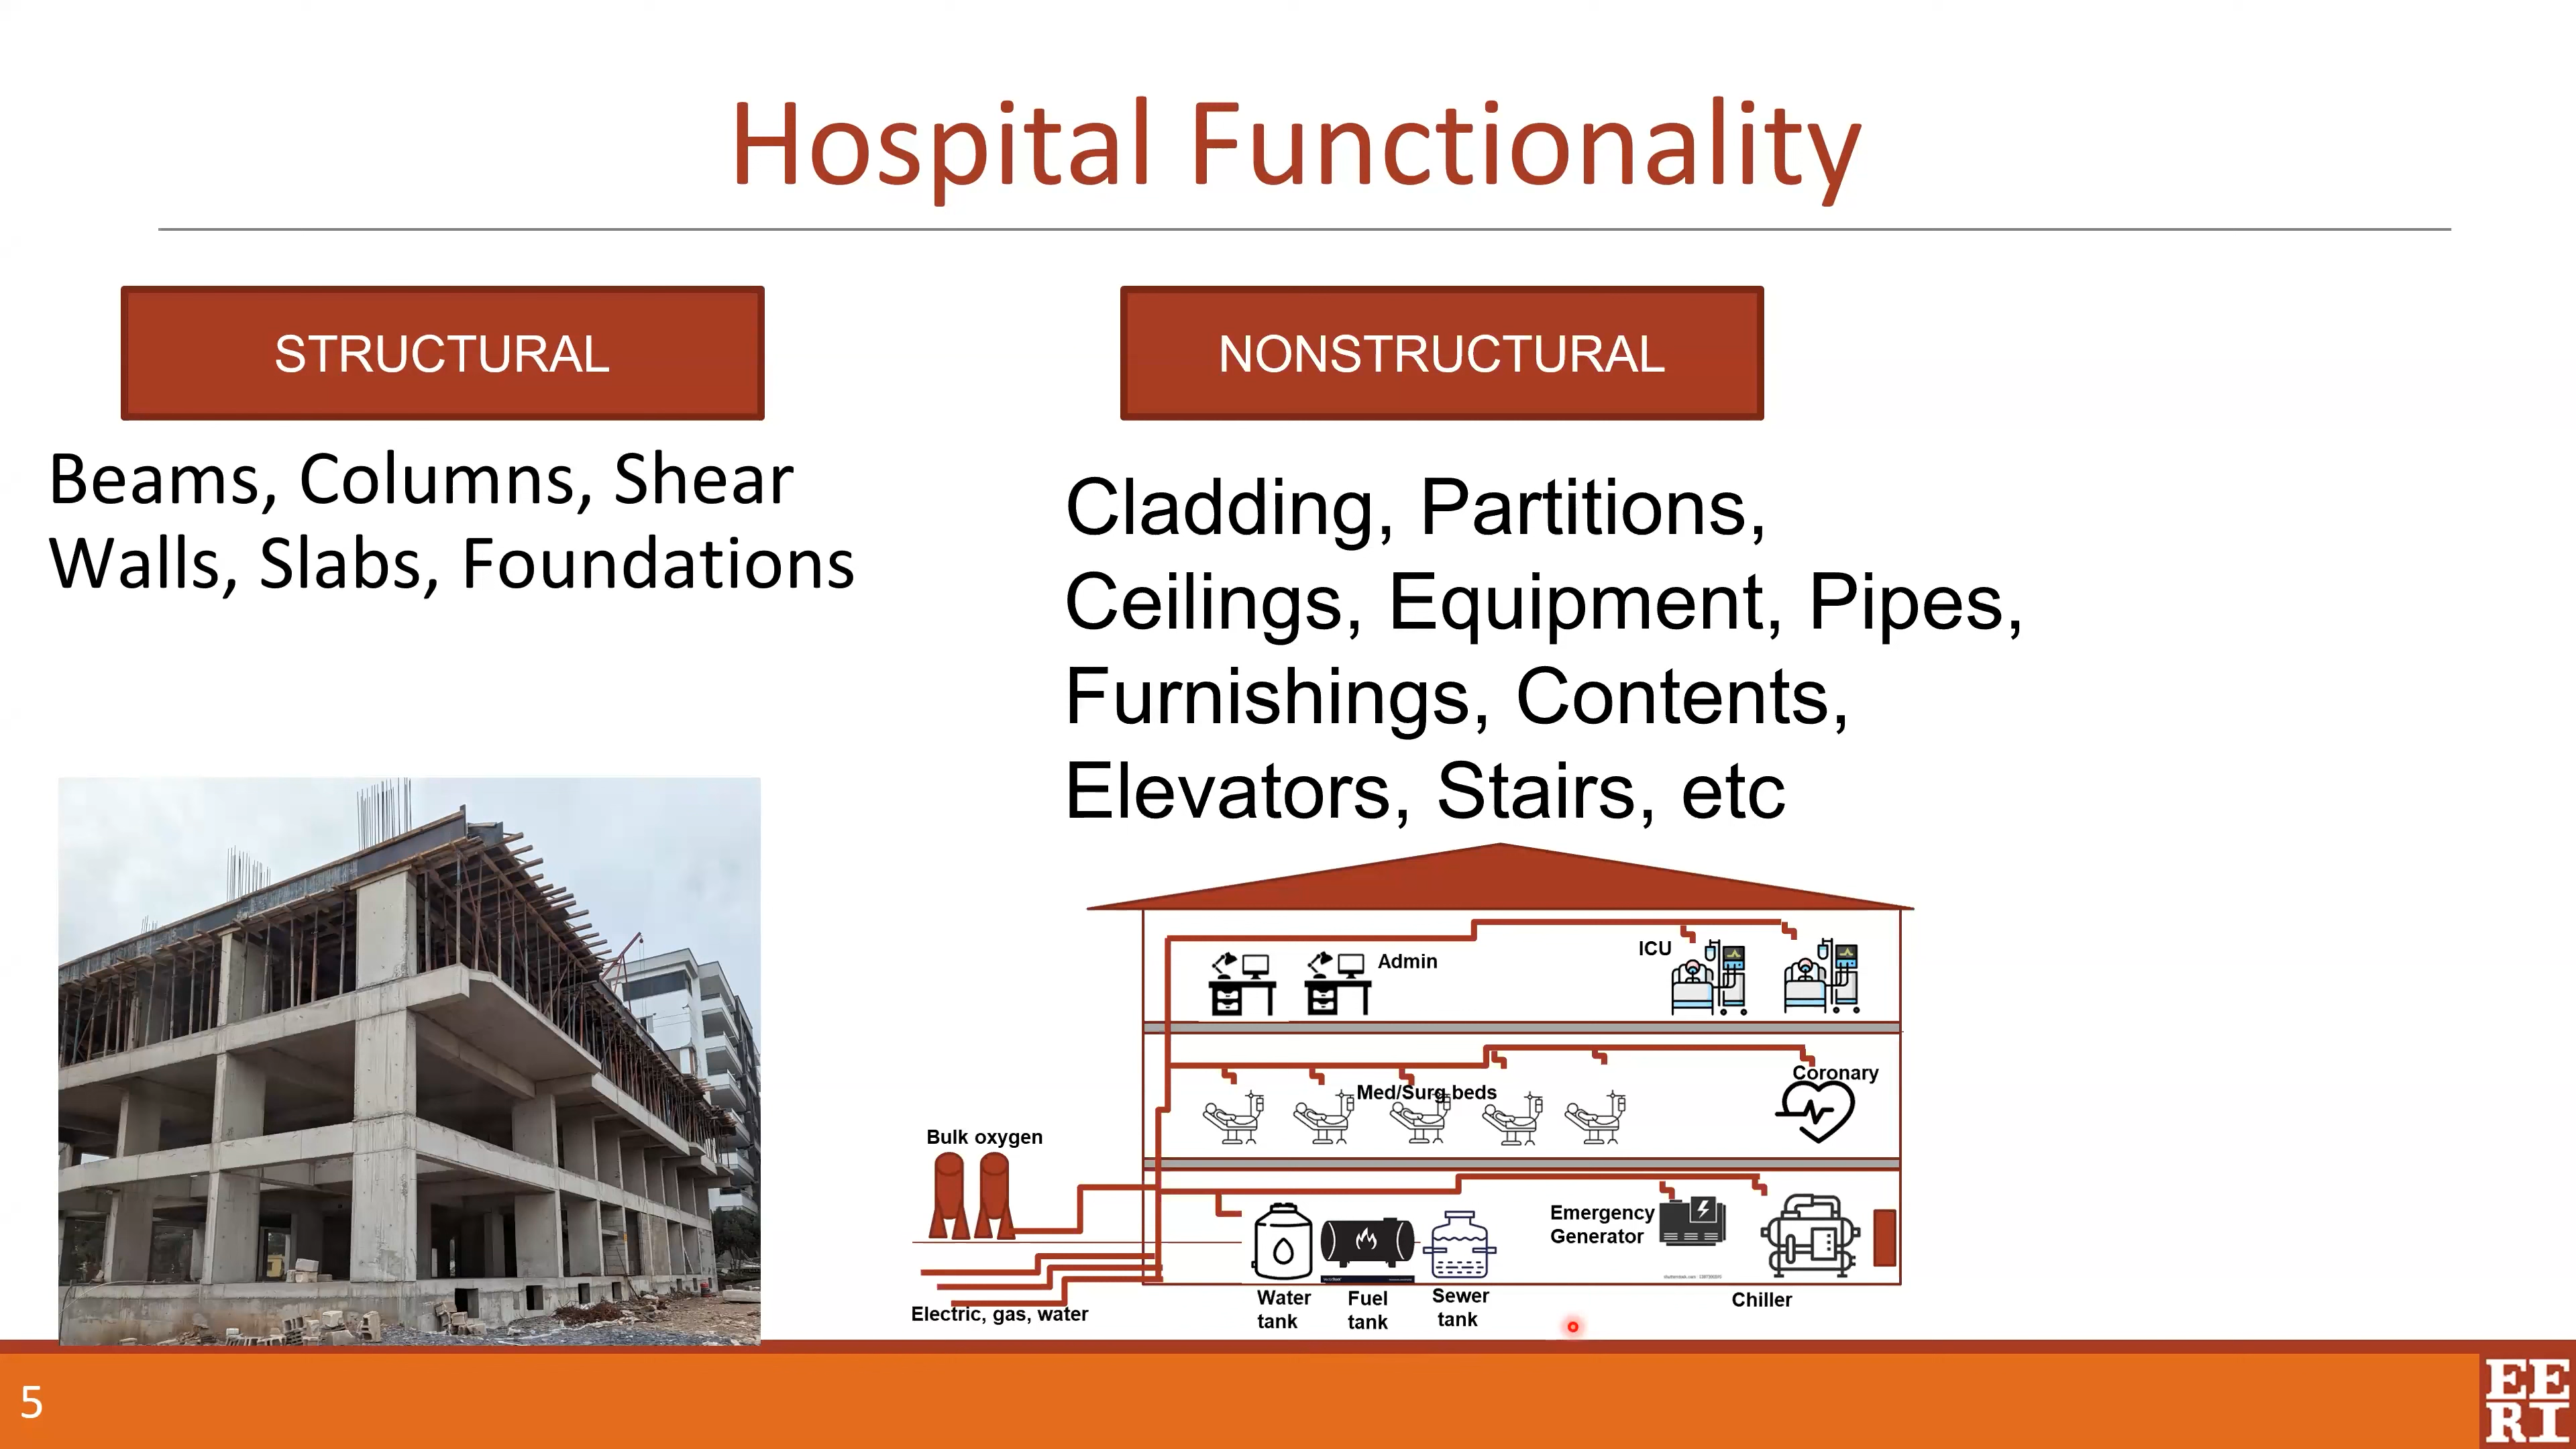 Hospital Functionality
STRUCTURAL
Beams, Columns, Shear
Walls, Slabs, Foundations
NONSTRUCTURAL
Cladding, Partitions,
Ceilings, Equipment, Pipes,
Furnishings, Contents,
Elevators, Stairs, etc
Admin
ICU
Med/Surg beds
Coronary
Bulk oxygen
Emergency
Generator
Electric, gas, water
Water
tank
Fuel
tank
Sewer
tank
Chiller
5
EE
RI